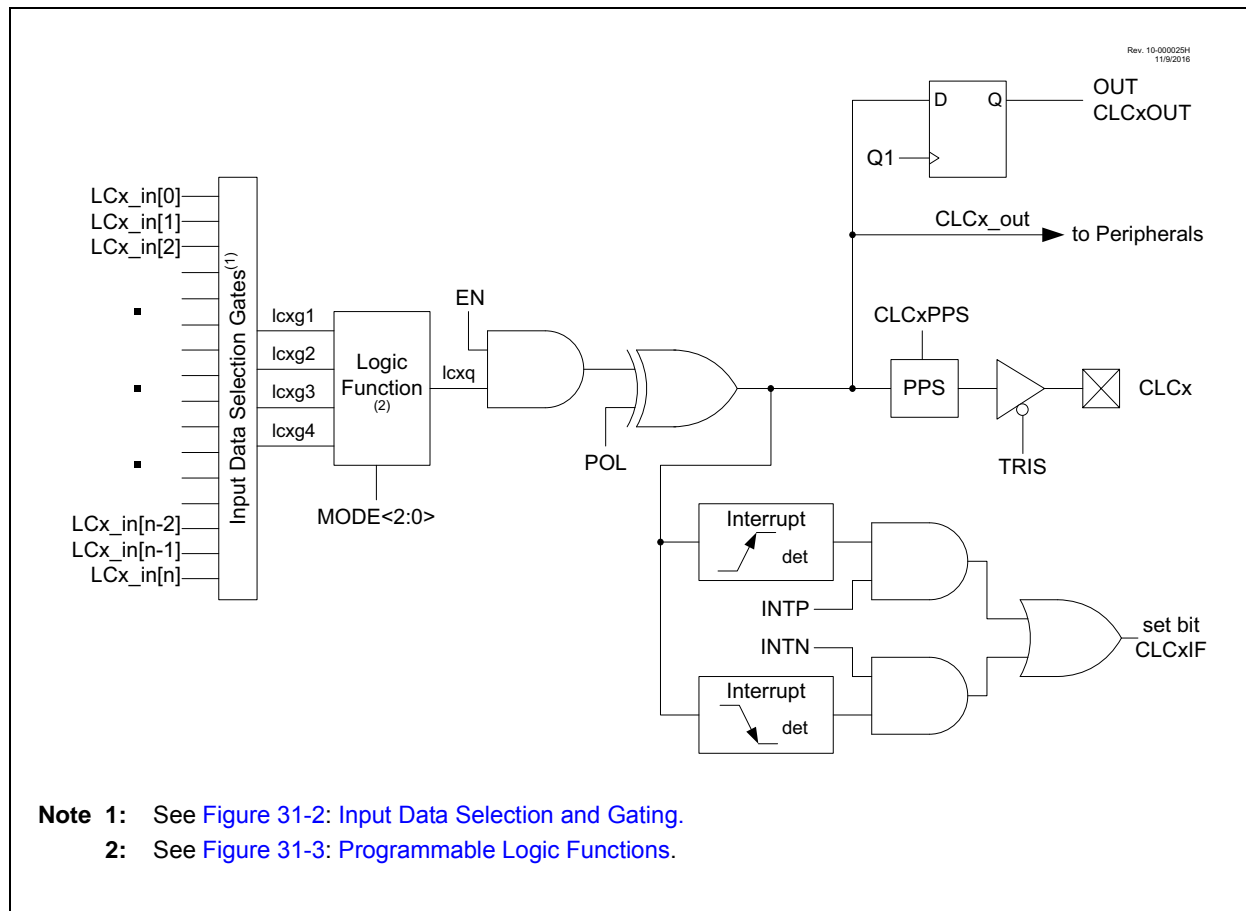 Rev. 10-000025H
11/9/2016
OUT
CLCxOUT
D
Q
Q1
CLCx_out
to Peripherals
LCx_in[0]
LCx_in[1]
LCx_in[2]
LCx_in[n-2]
LCx_in[n-1]
LCx_in[n]
Input Data Selection Gates(1)
lcxg1
lcxg2
lcxg3
lcxg4
Logic
Function
(2)
MODE<2:0>
lcxq
EN
POL
CLCxPPS
PPS
TRIS
CLCx
Interrupt
det
INTP
INTN
Interrupt
det
set bit
CLCxIF
Note 1: See Figure 31-2: Input Data Selection and Gating.
2: See Figure 31-3: Programmable Logic Functions.